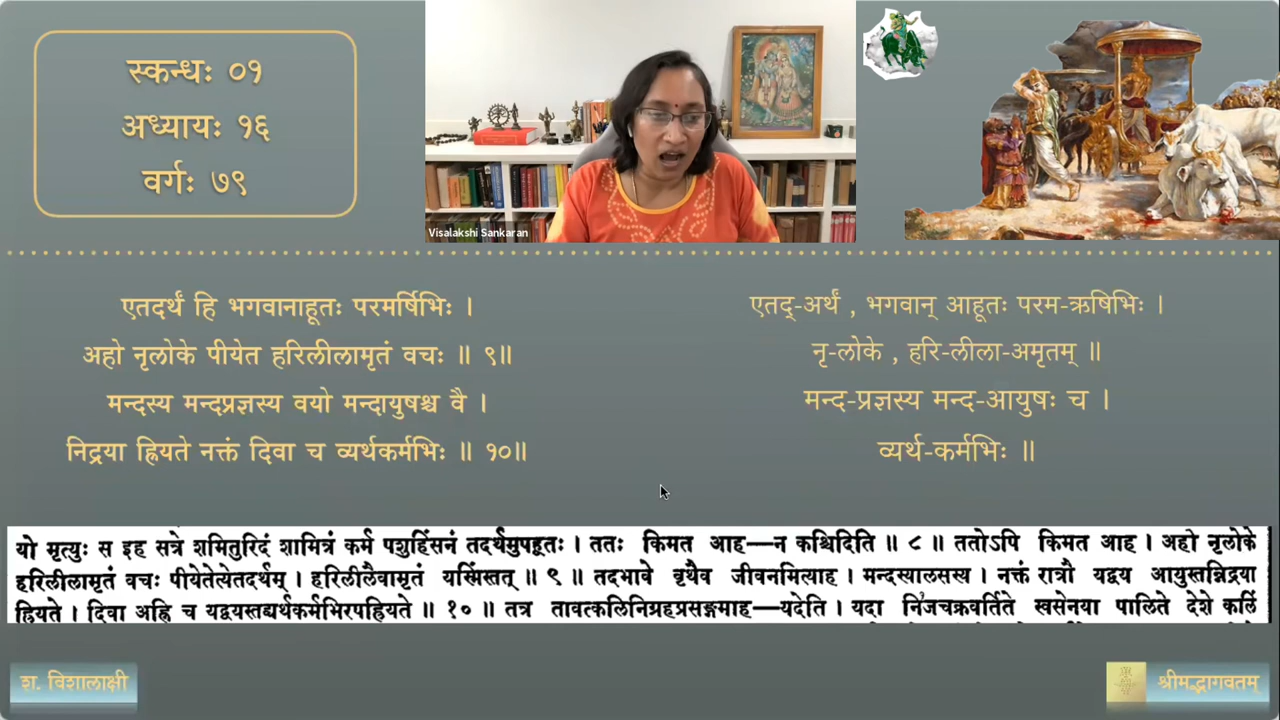 स्कन्धः ०१
अध्यायः १६
वर्गः ७९
Visalakshi Sankaran
एतदर्थं हि भगवानाहूतः परमर्षिभिः ।
अहो नृलोके पीयेत हरिलीलामृतं वचः ॥ ९॥
मन्दस्य मन्दप्रज्ञस्य वयो मन्दायुषश्च वै ।
निद्रया ह्रियते नक्तं दिवा च व्यर्थकर्मभिः ॥ १०॥
एतद्-अर्थं , भगवान् आहूतः परम-ऋषिभिः ।
नृ-लोके , हरि-लीला-अमृतम् ॥
मन्द-प्रज्ञस्य मन्द-आयुषः च ।
व्यर्थ-कर्मभिः ॥
यो मृत्युः स इह सत्रे शमितुरिदं शामित्रं कर्म पशुहिंसनं तदर्थमुपहूतः । ततः किमत आह—न कश्चिदिति ॥ ८ ॥ ततोऽपि किमत आह । अहो नृलोके
हरिलीलामृतं वचः पीयेतेत्येतदर्थम् । हरिलीलैवामृतं यस्मिंस्तत् ॥ ९ ॥ तदभावे वृथैव जीवनमित्याह । मन्दस्यालसस्य । नक्तं रात्रौ यद्वय आयुस्तन्निद्रया
ह्रियते । दिवा अह्नि च यद्वयस्तद्व्यर्थकर्मभिरपह्रियते ॥ १० ॥ तत्र तावत्कलिनिग्रहप्रसङ्गमाह—यदेति । यदा निजचक्रवर्तिते स्वसेनया पालिते देशे कलिं
श. विशालाक्षी
श्रीमद्भागवतम्